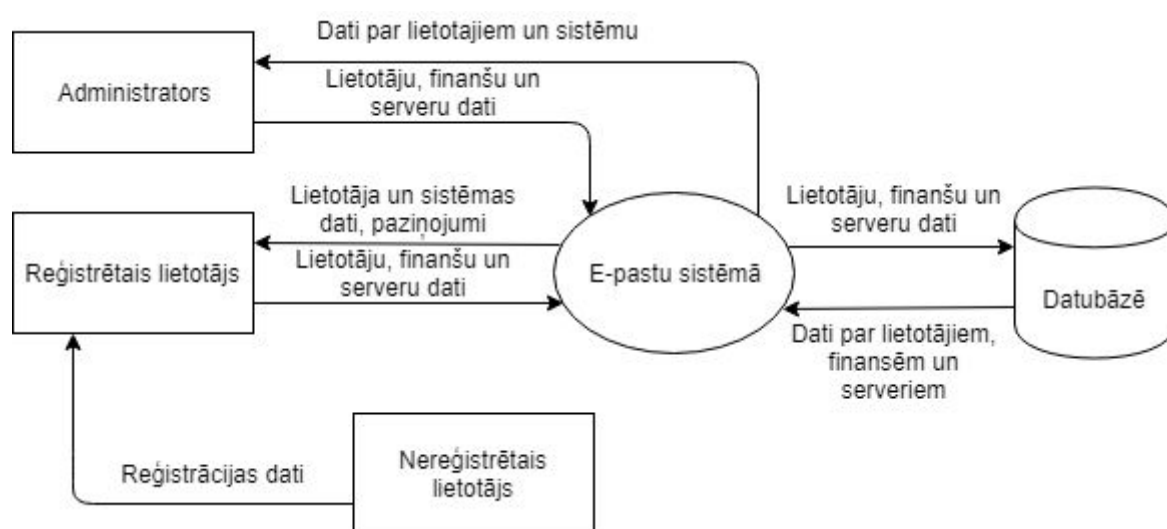 Dati par lietotajiem un sistēmu
Administrators
Lietotāju, finanšu un
serveru dati
Lietotāja un sistēmas
dati, paziņojumi
Reģistrētais lietotājs
Lietotāju, finanšu un
serveru dati
E-pastu sistēmā
Lietotāju, finanšu un
serveru dati
Datubāzē
Dati par lietotājiem,
finansēm un
serveriem
Reģistrācijas dati
Nereģistrētais
lietotājs